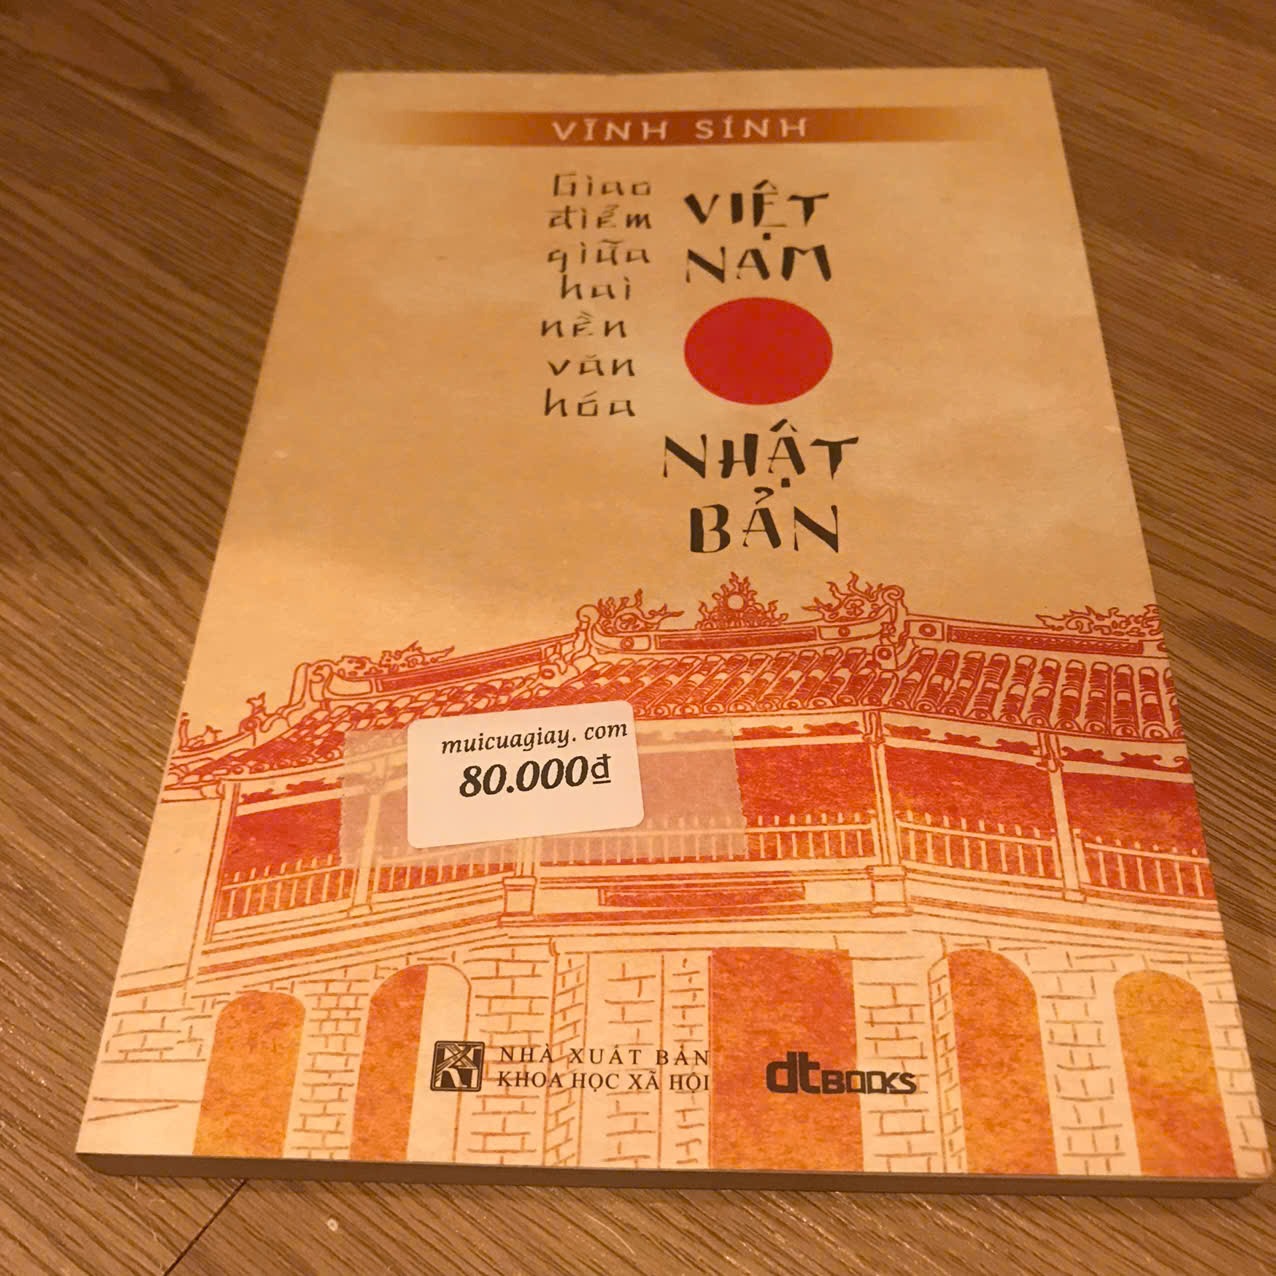 VĨNH SÍNH
Giao
điểm
giữa
hai
nền
văn
hóa
VIỆT
NAM
NHẬT
BẢN
muicuagiay. com
80.000₫
NHÀ XUẤT BẢN
KHOA HỌC XÃ HỘI
dtBOOKS